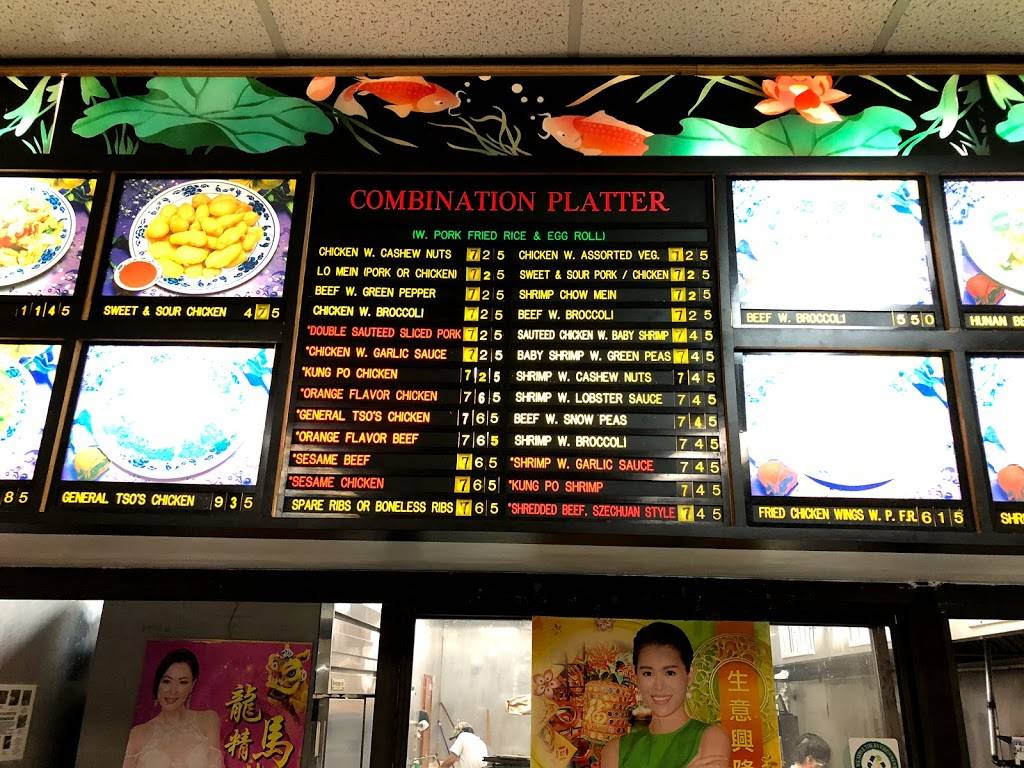 COMBINATION PLATTER
(W. PORK FRIED RICE & EGG ROLL)
CHICKEN W. CASHEW NUTS 725
LO MEIN (PORK OR CHICKEN) 725
BEEF W. GREEN PEPPER 725
CHICKEN W. BROCCOLI 725
*DOUBLE SAUTEED SLICED PORK 725
*CHICKEN W. GARLIC SAUCE 725
*KUNG PO CHICKEN 725
*ORANGE FLAVOR CHICKEN 765
*GENERAL TSO'S CHICKEN 765
*ORANGE FLAVOR BEEF 765
*SESAME BEEF 765
*SESAME CHICKEN 765
SPARE RIBS OR BONELESS RIBS 765
CHICKEN W. ASSORTED VEG. 725
SWEET & SOUR PORK / CHICKEN 725
SHRIMP CHOW MEIN 725
BEEF W. BROCCOLI 725
SAUTEED CHICKEN W. BABY SHRIMP 745
BABY SHRIMP W. GREEN PEAS 745
SHRIMP W. CASHEW NUTS 745
SHRIMP W. LOBSTER SAUCE 745
BEEF W. SNOW PEAS 745
SHRIMP W. BROCCOLI 745
*SHRIMP W. GARLIC SAUCE 745
*KUNG PO SHRIMP 745
*SHREDDED BEEF, SZECHUAN STYLE 745
1145
SWEET & SOUR CHICKEN 475
BEEF W. BROCCOLI 550
HUNAN BE
85
GENERAL TSO'S CHICKEN 935
FRIED CHICKEN WINGS W. P. F.R. 615
SHR
龍馬
精
生意興隆